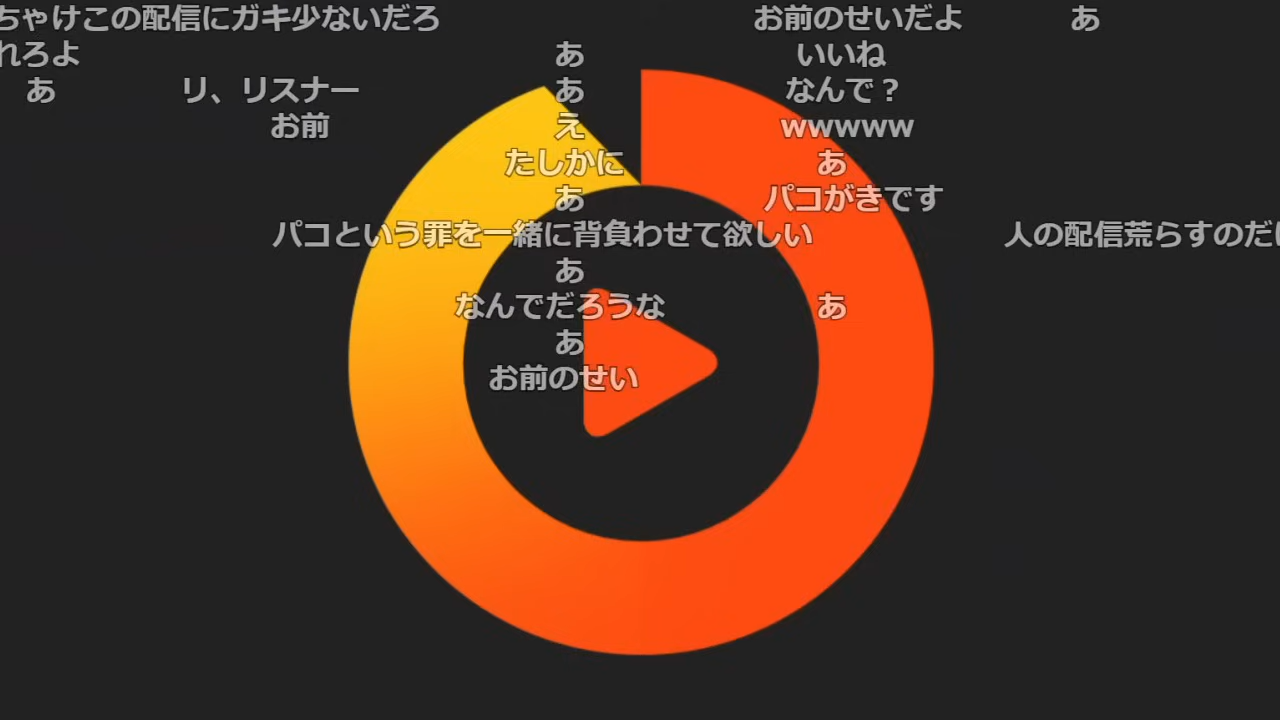 ちゃけこの配信にガキ少ないだろ
お前のせいだよ
あ
れろよ
あ
いいね
あ
リ、リスナー
あ
なんで？
お前
え
wwwww
たしかに
あ
あ
パコがきです
パコという罪を一緒に背負わせて欲しい
人の配信荒らすのだけ
あ
なんでだろうな
あ
あ
お前のせい